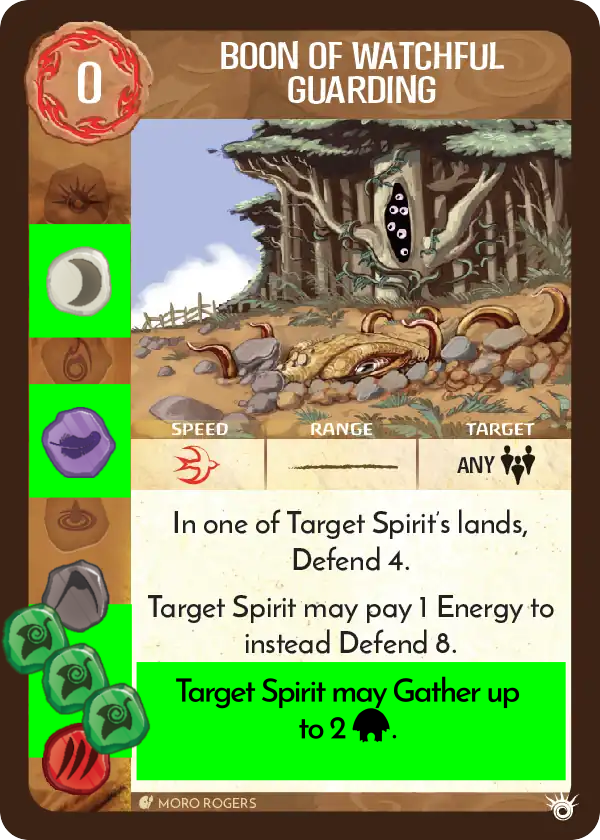 0
BOON OF WATCHFUL
GUARDING
SPEED RANGE TARGET
ANY
In one of Target Spirit's lands,
Defend 4.
Target Spirit may pay 1 Energy to
instead Defend 8.
Target Spirit may Gather up
to 2 .
MORO ROGERS